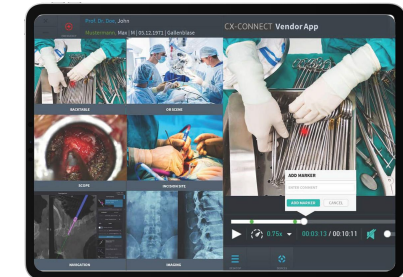 Prof. Dr. Doe, John
Mustermann, Max | M | 03.12.1971 | Gallenblase
CX-CONNECT Vendor App
BACKTABLE
OR SCENE
SCOPE
INCISION SITE
NAVIGATION
IMAGING
ADD MARKER
ENTER COMMENT
ADD MARKER
CANCEL
0.75x
00:03:13 / 00:10:11